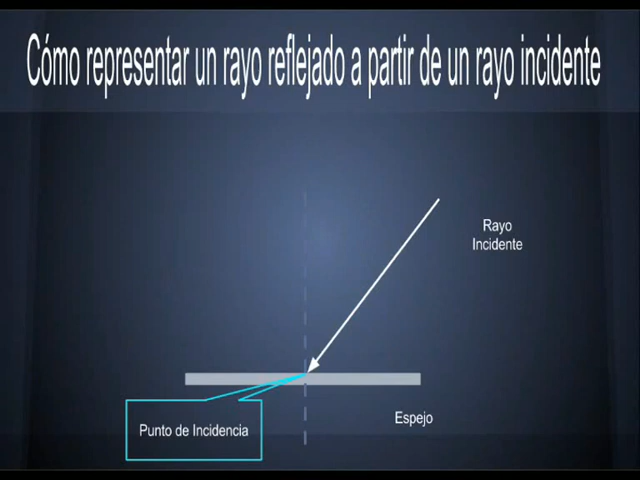 Cómo representar un rayo reflejado a partir de un rayo incidente
Rayo
Incidente
Espejo
Punto de Incidencia